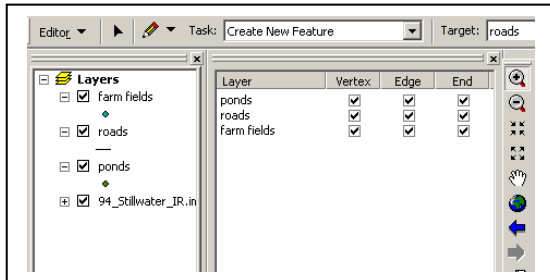 Editor Task: Create New Feature Target: roads
Layers
farm fields
roads
ponds
94_Stillwater_IR.in
Layer Vertex Edge End
ponds
roads
farm fields